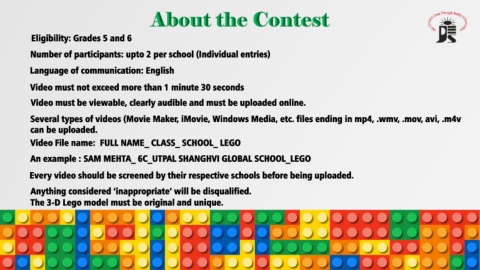 About the Contest
Eligibility: Grades 5 and 6
Number of participants: upto 2 per school (Individual entries)
Language of communication: English
Video must not exceed more than 1 minute 30 seconds
Video must be viewable, clearly audible and must be uploaded online.
Several types of videos (Movie Maker, iMovie, Windows Media, etc. files ending in mp4, .wmv, .mov, avi, .m4v
can be uploaded.
Video File name: FULL NAME_ CLASS_ SCHOOL_ LEGO
An example : SAM MEHTA_ 6C_UTPAL SHANGHVI GLOBAL SCHOOL_LEGO
Every video should be screened by their respective schools before being uploaded.
Anything considered ‘inappropriate’ will be disqualified.
The 3-D Lego model must be original and unique.